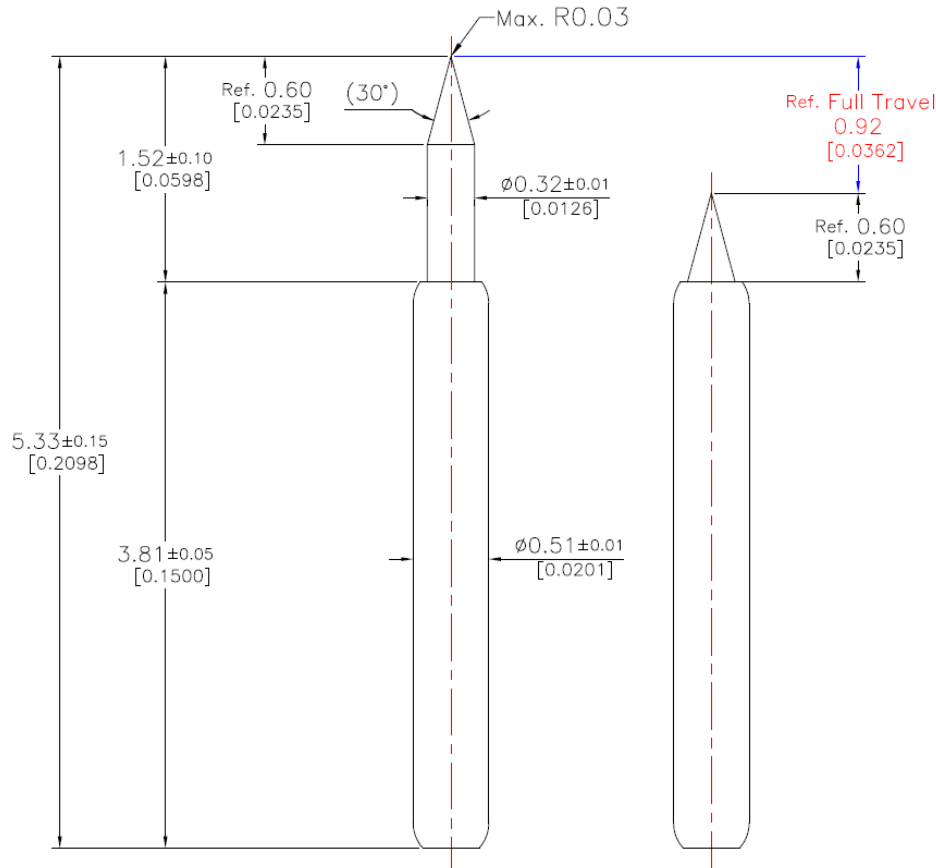 Max. R0.03
Ref. 0.60
[0.0235]
(30°)
Ref. Full Travel
0.92
[0.0362]
1.52±0.10
[0.0598]
ø0.32±0.01
[0.0126]
Ref. 0.60
[0.0235]
5.33±0.15
[0.2098]
3.81±0.05
[0.1500]
ø0.51±0.01
[0.0201]